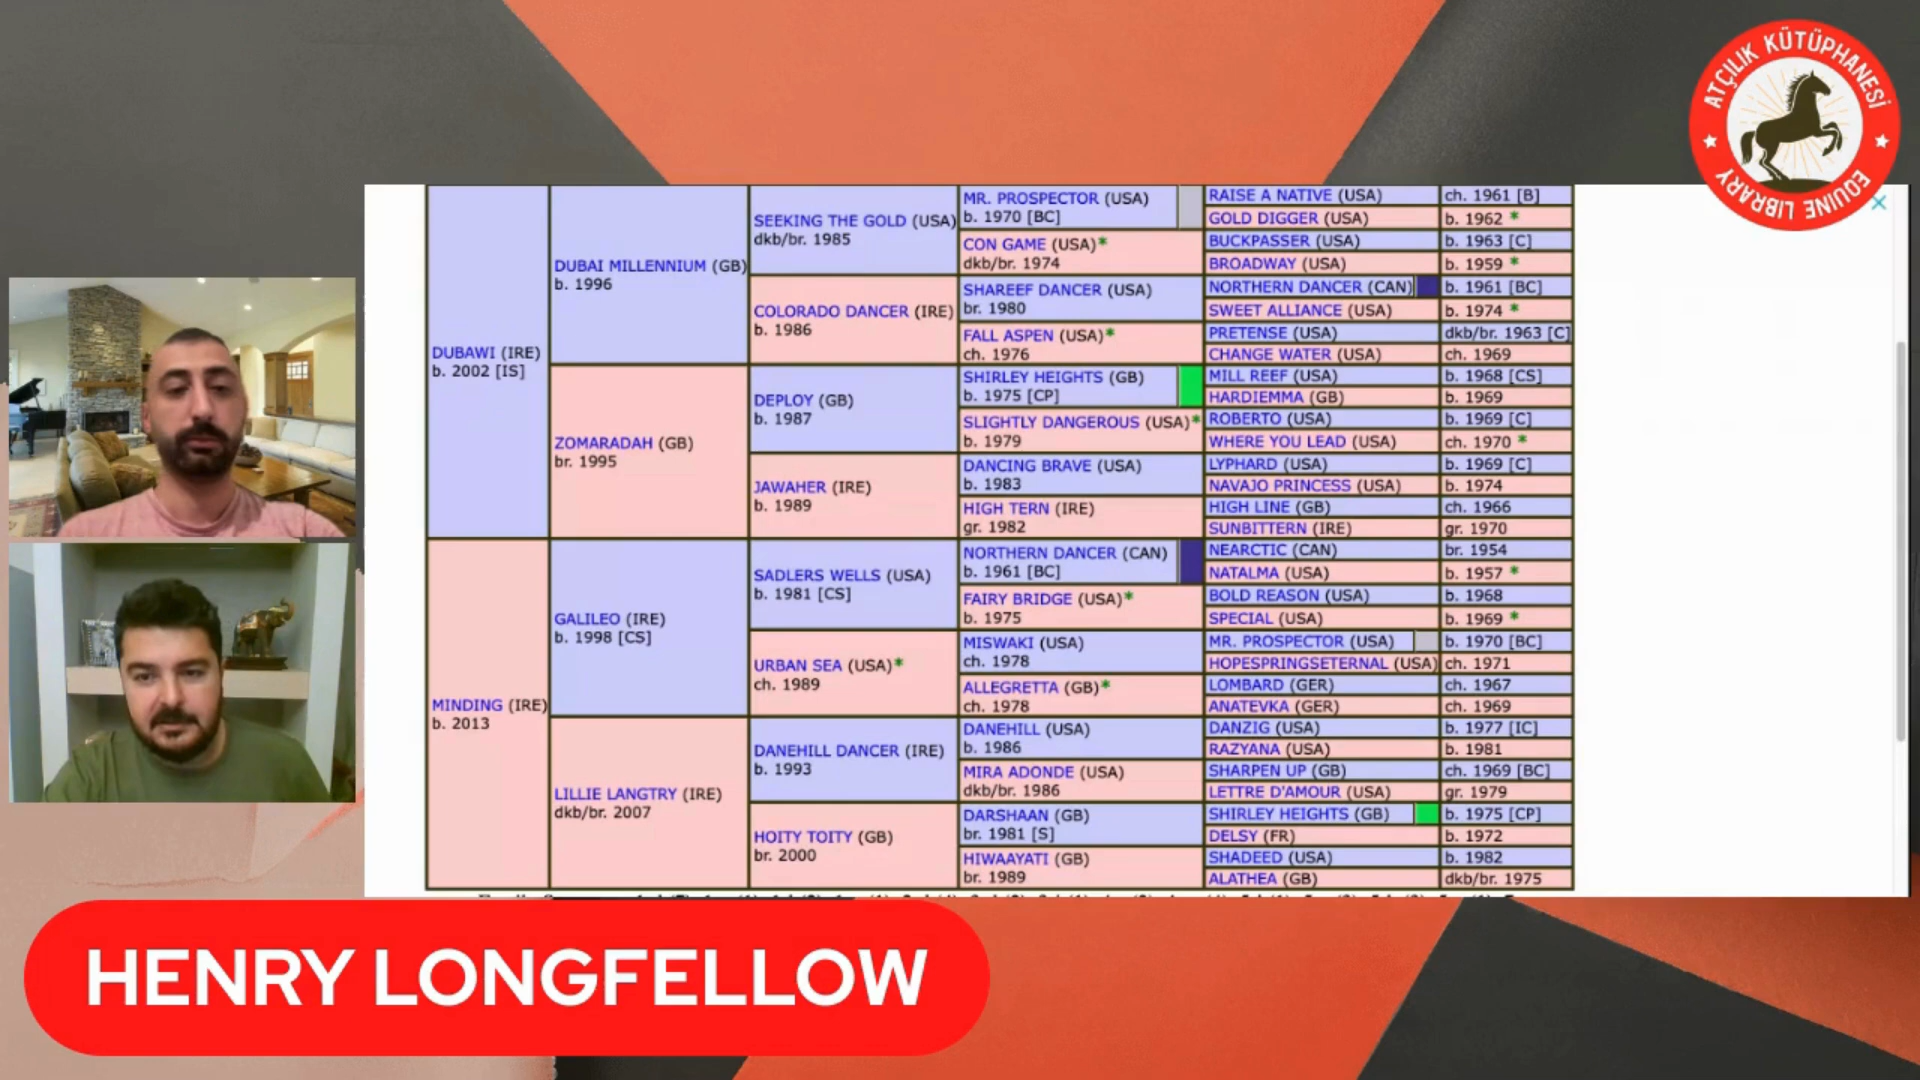 ATÇILIK KÜTÜPHANESİ
EQUINE LIBRARY
DUBAWI (IRE)
b. 2002 [IS]
MINDING (IRE)
b. 2013
DUBAI MILLENNIUM (GB)
b. 1996
ZOMARADAH (GB)
br. 1995
GALILEO (IRE)
b. 1998 [CS]
LILLIE LANGTRY (IRE)
dkb/br. 2007
SEEKING THE GOLD (USA)
dkb/br. 1985
COLORADO DANCER (IRE)
b. 1986
DEPLOY (GB)
b. 1987
JAWAHER (IRE)
b. 1989
SADLERS WELLS (USA)
b. 1981 [CS]
URBAN SEA (USA)*
ch. 1989
DANEHILL DANCER (IRE)
b. 1993
HOITY TOITY (GB)
br. 2000
MR. PROSPECTOR (USA)
b. 1970 [BC]
CON GAME (USA)*
dkb/br. 1974
SHAREEF DANCER (USA)
br. 1980
FALL ASPEN (USA)*
ch. 1976
SHIRLEY HEIGHTS (GB)
b. 1975 [CP]
SLIGHTLY DANGEROUS (USA)*
b. 1979
DANCING BRAVE (USA)
b. 1983
HIGH TERN (IRE)
gr. 1982
NORTHERN DANCER (CAN)
b. 1961 [BC]
FAIRY BRIDGE (USA)*
b. 1975
MISWAKI (USA)
ch. 1978
ALLEGRETTA (GB)*
ch. 1978
DANEHILL (USA)
b. 1986
MIRA ADONDE (USA)
dkb/br. 1986
DARSHAAN (GB)
br. 1981 [S]
HIWAAYATI (GB)
br. 1989
RAISE A NATIVE (USA) ch. 1961 [B]
GOLD DIGGER (USA) b. 1962 *
BUCKPASSER (USA) b. 1963 [C]
BROADWAY (USA) b. 1959 *
NORTHERN DANCER (CAN) b. 1961 [BC]
SWEET ALLIANCE (USA) b. 1974 *
PRETENSE (USA) dkb/br. 1963 [C]
CHANGE WATER (USA) ch. 1969
MILL REEF (USA) b. 1968 [CS]
HARDIEMMA (GB) b. 1969
ROBERTO (USA) b. 1969 [C]
WHERE YOU LEAD (USA) ch. 1970 *
LYPHARD (USA) b. 1969 [C]
NAVAJO PRINCESS (USA) b. 1974
HIGH LINE (GB) ch. 1966
SUNBITTERN (IRE) gr. 1970
NEARCTIC (CAN) br. 1954
NATALMA (USA) b. 1957 *
BOLD REASON (USA) b. 1968
SPECIAL (USA) b. 1969 *
MR. PROSPECTOR (USA) b. 1970 [BC]
HOPESPRINGSETERNAL (USA) ch. 1971
LOMBARD (GER) ch. 1967
ANATEVKA (GER) ch. 1969
DANZIG (USA) b. 1977 [IC]
RAZYANA (USA) b. 1981
SHARPEN UP (GB) ch. 1969 [BC]
LETTRE D'AMOUR (USA) gr. 1979
SHIRLEY HEIGHTS (GB) b. 1975 [CP]
DELSY (FR) b. 1972
SHADEED (USA) b. 1982
ALATHEA (GB) dkb/br. 1975
HENRY LONGFELLOW